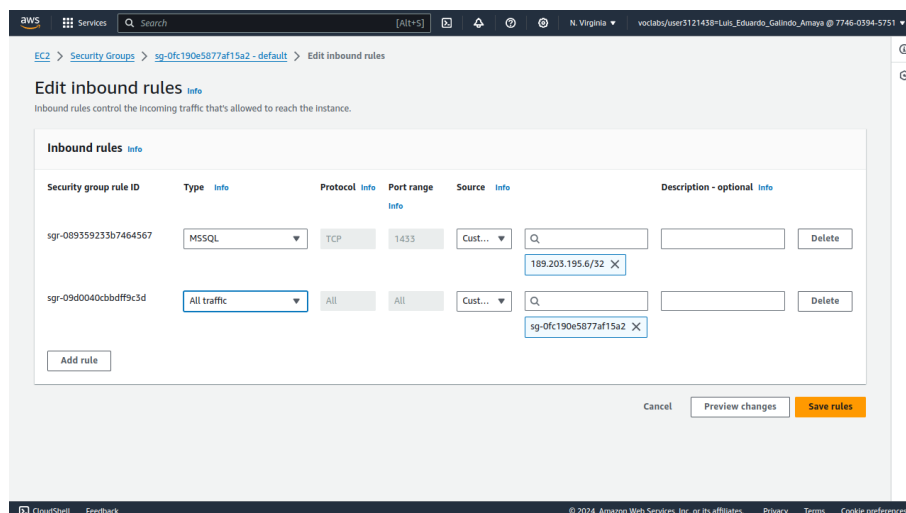 aws Services Search [Alt+S] N. Virginia ▼ voclabs/user3121438=Luis_Eduardo_Galindo_Amaya @ 7746-0394-5751 ▼
EC2 > Security Groups > sg-0fc190e5877af15a2 - default > Edit inbound rules
Edit inbound rules Info
Inbound rules control the incoming traffic that's allowed to reach the instance.
Inbound rules Info
Security group rule ID Type Info Protocol Info Port range Info Source Info Description - optional Info
sgr-089359233b7464567 MSSQL ▼ TCP 1433 Cust... ▼ Delete
189.203.195.6/32 X
sgr-09d0040cbbdff9c3d All traffic ▼ All All Cust... ▼ Delete
sg-0fc190e5877af15a2 X
Add rule
Cancel Preview changes Save rules
CloudShell Feedback © 2024, Amazon Web Services, Inc. or its affiliates. Privacy Terms Cookie preferences